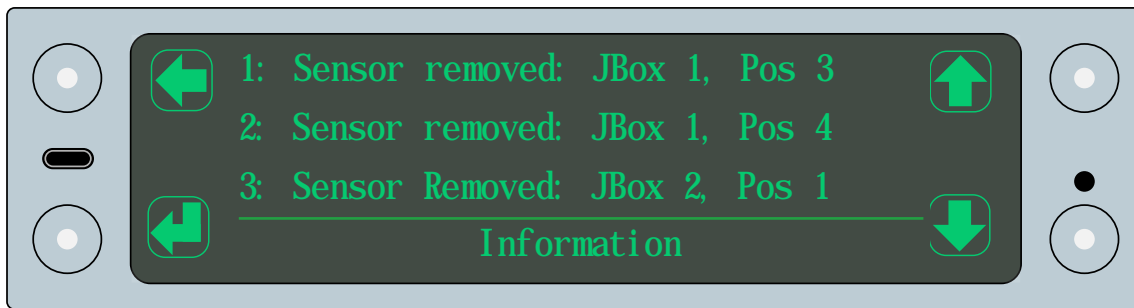 1: Sensor removed: JBox 1, Pos 3
2: Sensor removed: JBox 1, Pos 4
3: Sensor Removed: JBox 2, Pos 1
Information